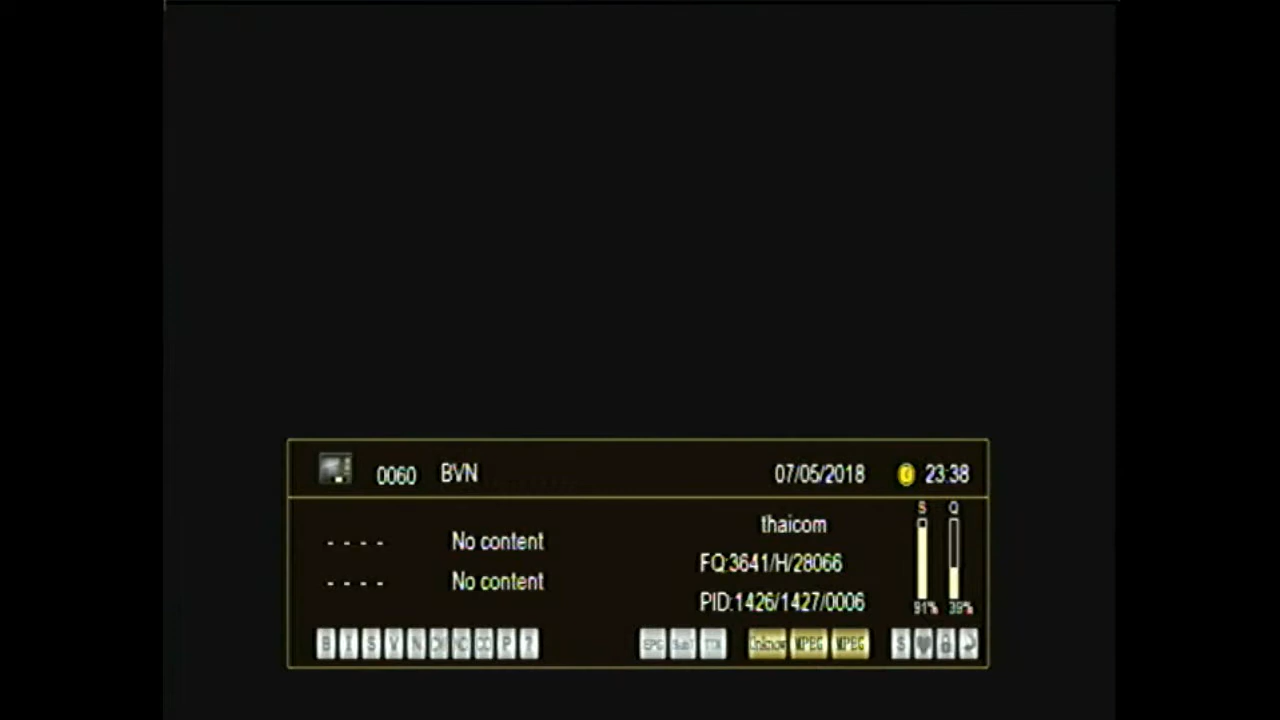 0060 BVN 07/05/2018 23:38
- - - - No content
- - - - No content
thaicom
FQ:3641/H/28066
PID:1426/1427/0006
S Q
91% 39%
B I S V N P ?
EPG Unknow MPEG MPEG S